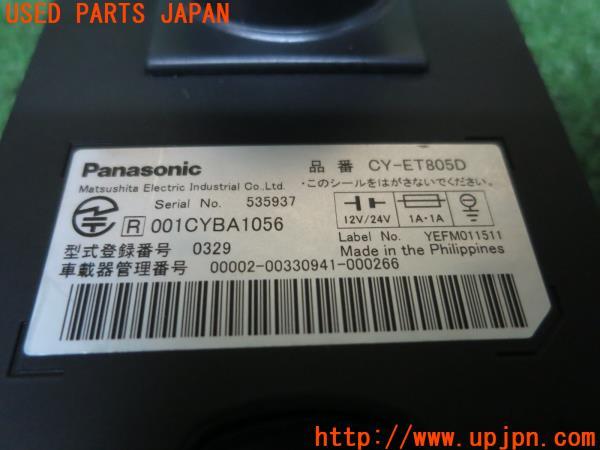 USED PARTS JAPAN
Panasonic
品 番 CY-ET805D
Matsushita Electric Industrial Co.,Ltd.
・このシールをはがさないでください。
Serial No. 535937
R 001CYBA1056
12V/24V
1A・1A
型式登録番号 0329
Label No. YEFM011511
Made in the Philippines
車載器管理番号 00002-00330941-000266
http://www.upjpn.com/